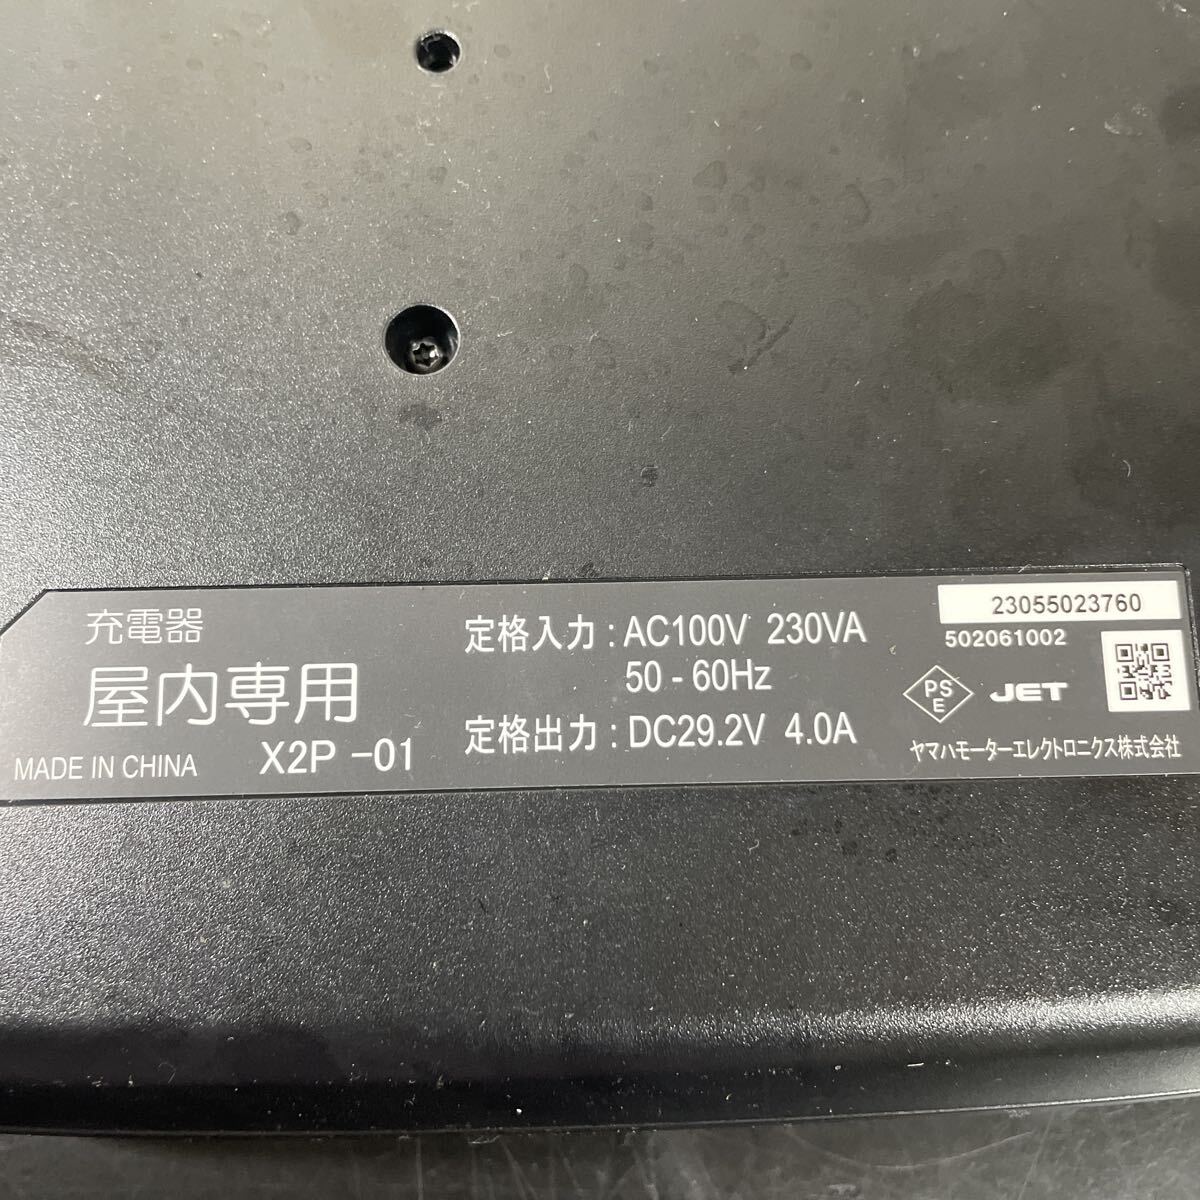 充電器
屋内専用
MADE IN CHINA X2P -01
定格入力 : AC100V 230VA
50 - 60Hz
定格出力 : DC29.2V 4.0A
23055023760
502061002
PS
E
JET
ヤマハモーターエレクトロニクス株式会社